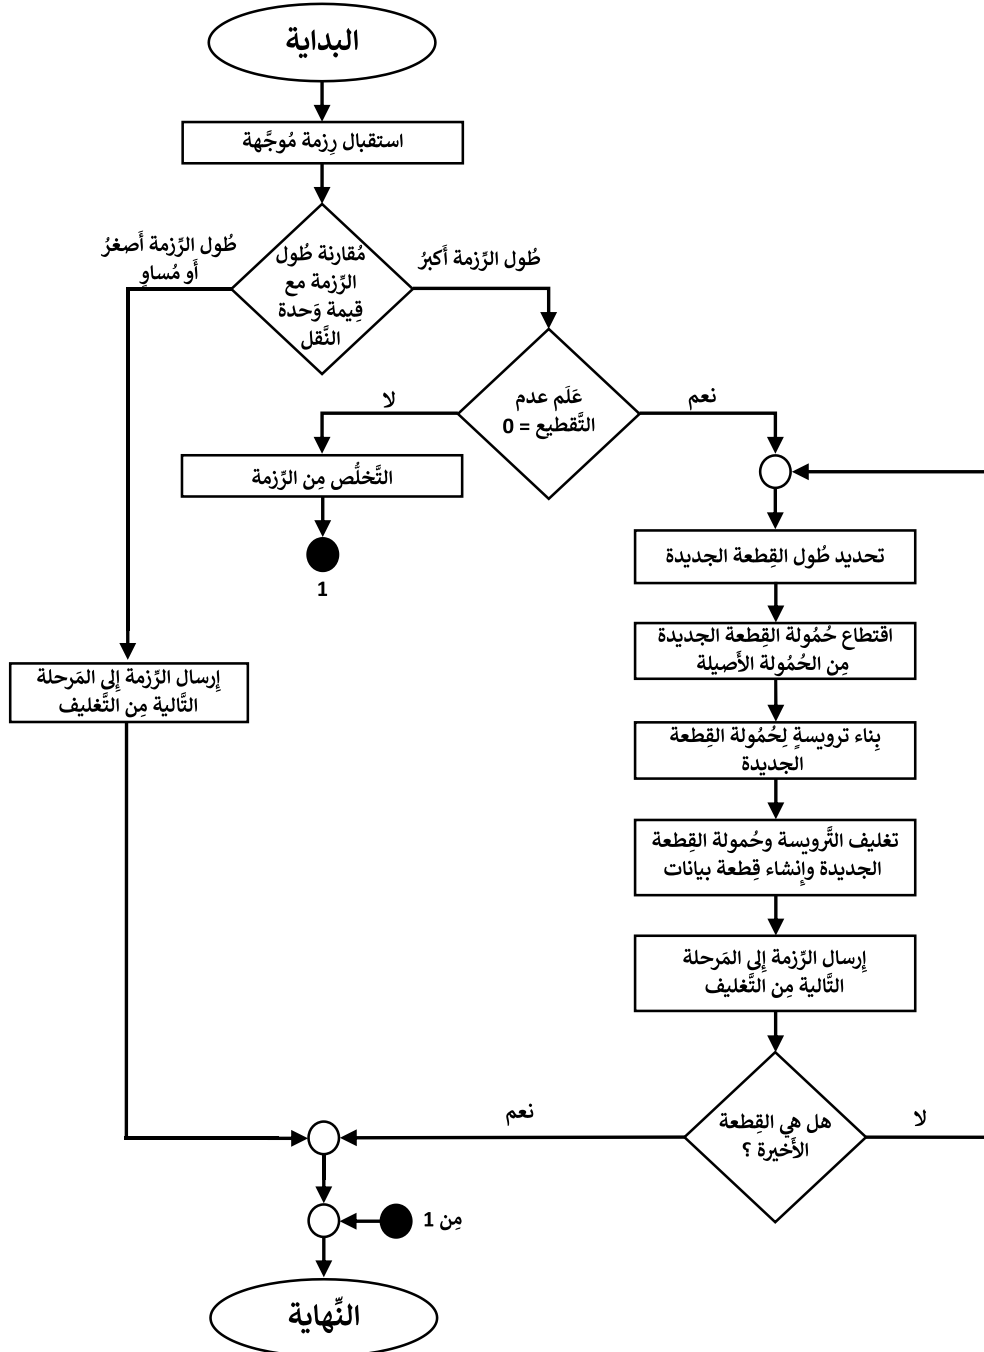 البداية
استقبال رِزمة مُوجَّهة
مُقارنة طُول
الرِّزمة مع
قِيمة وَحدة
النَّقل
طُول الرِّزمة أَصغرُ
أَو مُساوٍ
طُول الرِّزمة أَكبرُ
عَلَم عدم
التَّقطيع = 0
لا
نعم
التَّخلُّص مِن الرِّزمة
1
تحديد طُول القِطعة الجديدة
اقتطاع حُمُولة القِطعة الجديدة
مِن الحُمُولة الأَصيلة
بِناء ترويسةٍ لِحُمُولة القِطعة
الجديدة
تغليف التَّرويسة وحُمولة القِطعة
الجديدة وإِنشاء قِطعة بيانات
إِرسال الرِّزمة إِلى المَرحلة
التَّالية مِن التَّغليف
إِرسال الرِّزمة إِلى المَرحلة
التَّالية مِن التَّغليف
هل هي القِطعة
الأَخيرة ؟
نعم
لا
مِن 1
النِّهاية